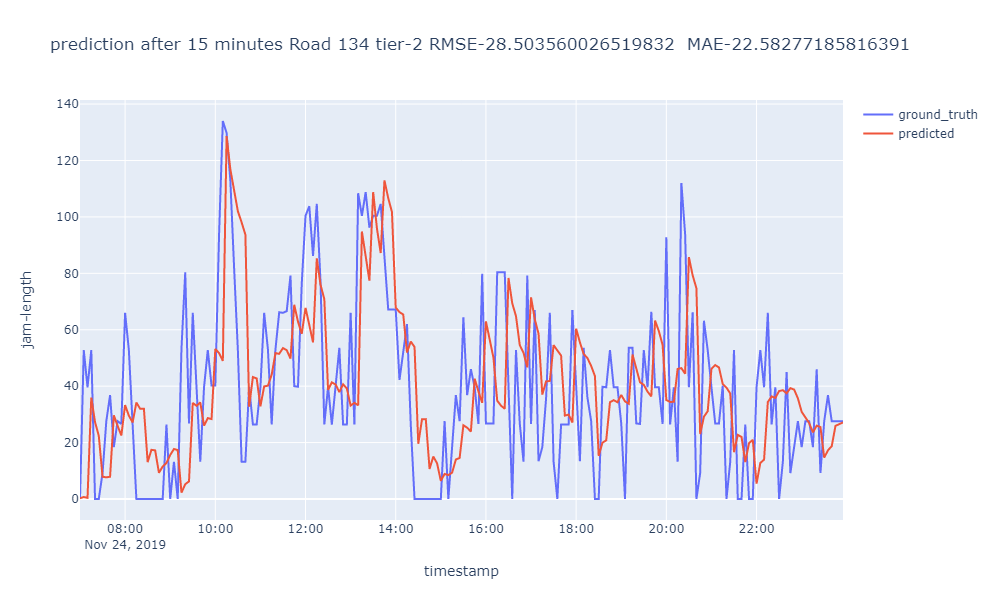 prediction after 15 minutes Road 134 tier-2 RMSE-28.503560026519832  MAE-22.58277185816391
ground_truth
predicted
140
120
100
80
60
40
20
0
jam-length
08:00 10:00 12:00 14:00 16:00 18:00 20:00 22:00
Nov 24, 2019
timestamp